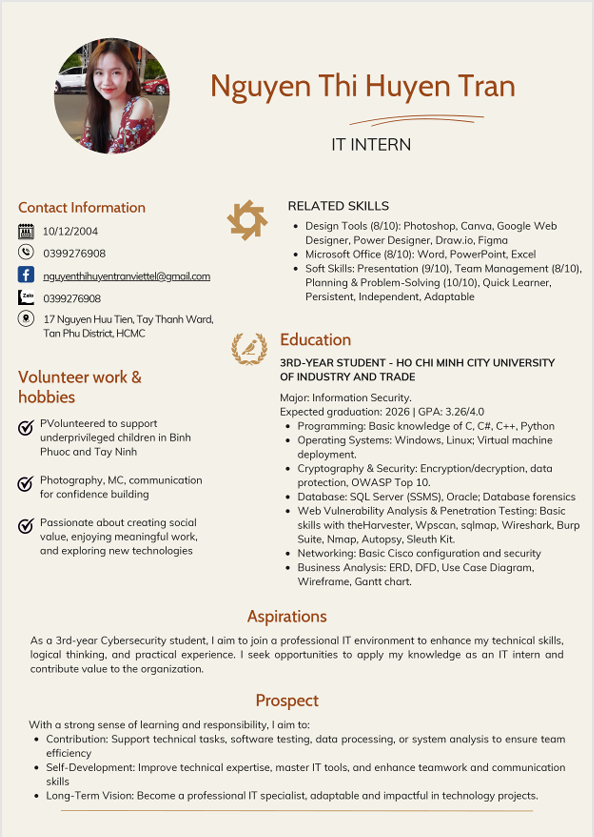 Nguyen Thi Huyen Tran
IT INTERN
Contact Information
10/12/2004
0399276908
nguyenthihuyentranviettel@gmail.com
Zalo
0399276908
17 Nguyen Huu Tien, Tay Thanh Ward,
Tan Phu District, HCMC
Volunteer work &
hobbies
PVolunteered to support
underprivileged children in Binh
Phuoc and Tay Ninh
Photography, MC, communication
for confidence building
Passionate about creating social
value, enjoying meaningful work,
and exploring new technologies
RELATED SKILLS
• Design Tools (8/10): Photoshop, Canva, Google Web
Designer, Power Designer, Draw.io, Figma
• Microsoft Office (8/10): Word, PowerPoint, Excel
• Soft Skills: Presentation (9/10), Team Management (8/10),
Planning & Problem-Solving (10/10), Quick Learner,
Persistent, Independent, Adaptable
Education
3RD-YEAR STUDENT - HO CHI MINH CITY UNIVERSITY
OF INDUSTRY AND TRADE
Major: Information Security.
Expected graduation: 2026 | GPA: 3.26/4.0
• Programming: Basic knowledge of C, C#, C++, Python
• Operating Systems: Windows, Linux; Virtual machine
deployment.
• Cryptography & Security: Encryption/decryption, data
protection, OWASP Top 10.
• Database: SQL Server (SSMS), Oracle; Database forensics
• Web Vulnerability Analysis & Penetration Testing: Basic
skills with theHarvester, Wpscan, sqlmap, Wireshark, Burp
Suite, Nmap, Autopsy, Sleuth Kit.
• Networking: Basic Cisco configuration and security
• Business Analysis: ERD, DFD, Use Case Diagram,
Wireframe, Gantt chart.
Aspirations
As a 3rd-year Cybersecurity student, I aim to join a professional IT environment to enhance my technical skills,
logical thinking, and practical experience. I seek opportunities to apply my knowledge as an IT intern and
contribute value to the organization.
Prospect
With a strong sense of learning and responsibility, I aim to:
• Contribution: Support technical tasks, software testing, data processing, or system analysis to ensure team
efficiency
• Self-Development: Improve technical expertise, master IT tools, and enhance teamwork and communication
skills
• Long-Term Vision: Become a professional IT specialist, adaptable and impactful in technology projects.